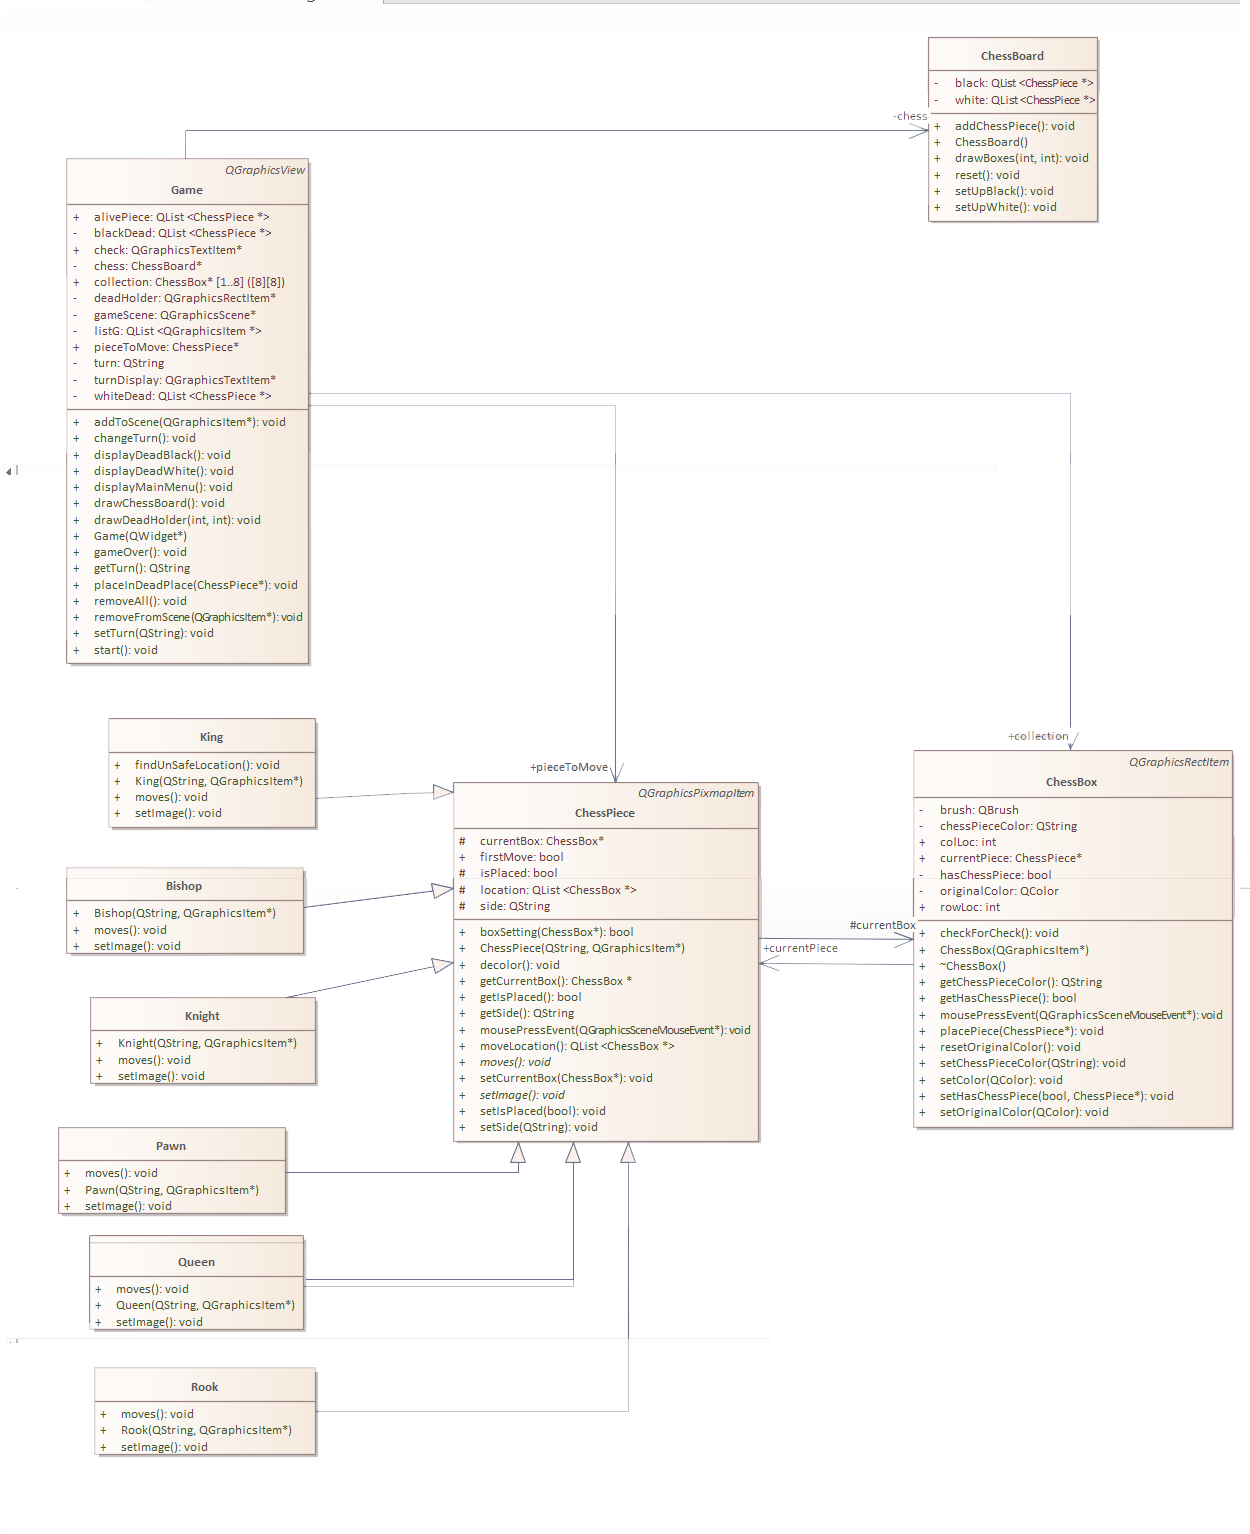 ChessBoard
- black: QList <ChessPiece *>
- white: QList <ChessPiece *>
+ addChessPiece(): void
+ ChessBoard()
+ drawBoxes(int, int): void
+ reset(): void
+ setUpBlack(): void
+ setUpWhite(): void
-chess
QGraphicsView
Game
+ alivePiece: QList <ChessPiece *>
- blackDead: QList <ChessPiece *>
+ check: QGraphicsTextItem*
- chess: ChessBoard*
+ collection: ChessBox* [1..8] ([8][8])
- deadHolder: QGraphicsRectItem*
- gameScene: QGraphicsScene*
- listG: QList <QGraphicsItem *>
+ pieceToMove: ChessPiece*
- turn: QString
- turnDisplay: QGraphicsTextItem*
- whiteDead: QList <ChessPiece *>
+ addToScene(QGraphicsItem*): void
+ changeTurn(): void
+ displayDeadBlack(): void
+ displayDeadWhite(): void
+ displayMainMenu(): void
+ drawChessBoard(): void
+ drawDeadHolder(int, int): void
+ Game(QWidget*)
+ gameOver(): void
+ getTurn(): QString
+ placeInDeadPlace(ChessPiece*): void
+ removeAll(): void
+ removeFromScene(QGraphicsItem*): void
+ setTurn(QString): void
+ start(): void
King
+ findUnSafeLocation(): void
+ King(QString, QGraphicsItem*)
+ moves(): void
+ setImage(): void
Bishop
+ Bishop(QString, QGraphicsItem*)
+ moves(): void
+ setImage(): void
Knight
+ Knight(QString, QGraphicsItem*)
+ moves(): void
+ setImage(): void
Pawn
+ moves(): void
+ Pawn(QString, QGraphicsItem*)
+ setImage(): void
Queen
+ moves(): void
+ Queen(QString, QGraphicsItem*)
+ setImage(): void
Rook
+ moves(): void
+ Rook(QString, QGraphicsItem*)
+ setImage(): void
+pieceToMove
QGraphicsPixmapItem
ChessPiece
# currentBox: ChessBox*
+ firstMove: bool
# isPlaced: bool
# location: QList <ChessBox *>
# side: QString
+ boxSetting(ChessBox*): bool
+ ChessPiece(QString, QGraphicsItem*)
+ decolor(): void
+ getCurrentBox(): ChessBox *
+ getIsPlaced(): bool
+ getSide(): QString
+ mousePressEvent(QGraphicsSceneMouseEvent*): void
+ moveLocation(): QList <ChessBox *>
+ moves(): void
+ setCurrentBox(ChessBox*): void
+ setImage(): void
+ setIsPlaced(bool): void
+ setSide(QString): void
#currentBox
+currentPiece
+collection
QGraphicsRectItem
ChessBox
- brush: QBrush
- chessPieceColor: QString
+ colLoc: int
+ currentPiece: ChessPiece*
- hasChessPiece: bool
- originalColor: QColor
+ rowLoc: int
+ checkForCheck(): void
+ ChessBox(QGraphicsItem*)
+ ~ChessBox()
+ getChessPieceColor(): QString
+ getHasChessPiece(): bool
+ mousePressEvent(QGraphicsSceneMouseEvent*): void
+ placePiece(ChessPiece*): void
+ resetOriginalColor(): void
+ setChessPieceColor(QString): void
+ setColor(QColor): void
+ setHasChessPiece(bool, ChessPiece*): void
+ setOriginalColor(QColor): void